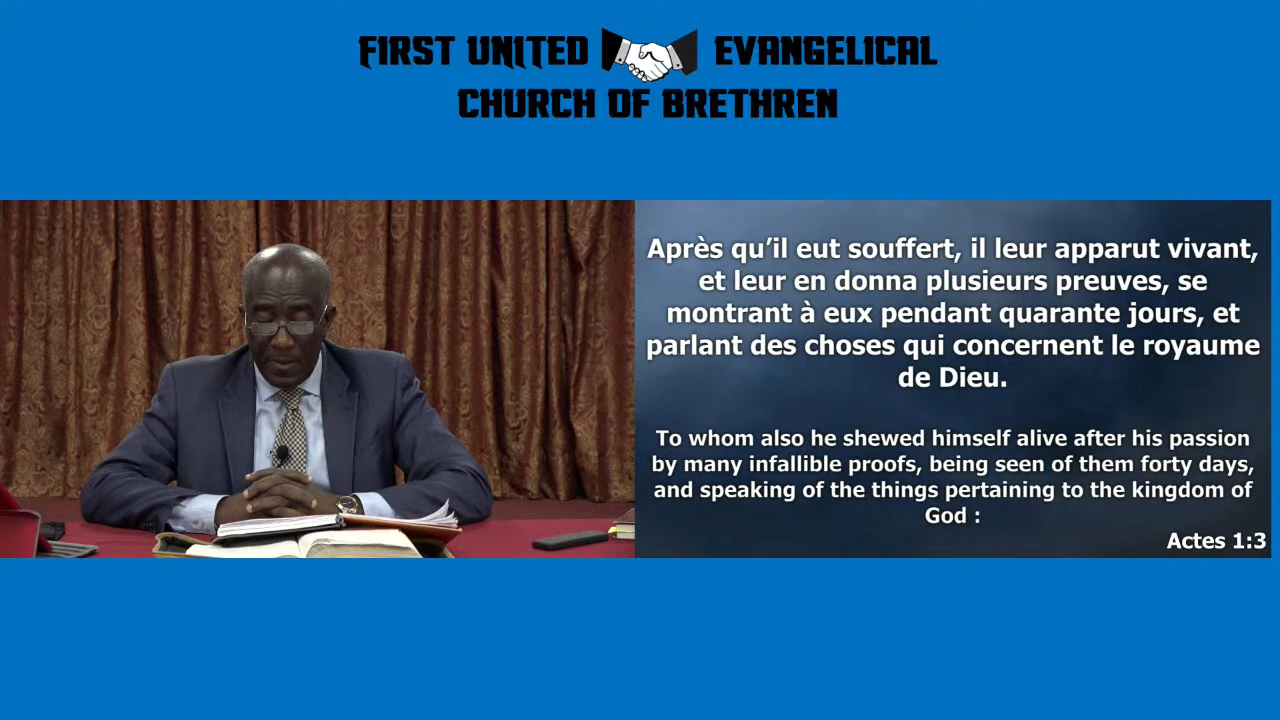 FIRST UNITED EVANGELICAL
CHURCH OF BRETHREN
Après qu’il eut souffert, il leur apparut vivant,
et leur en donna plusieurs preuves, se
montrant à eux pendant quarante jours, et
parlant des choses qui concernent le royaume
de Dieu.
To whom also he shewed himself alive after his passion
by many infallible proofs, being seen of them forty days,
and speaking of the things pertaining to the kingdom of
God :
Actes 1:3